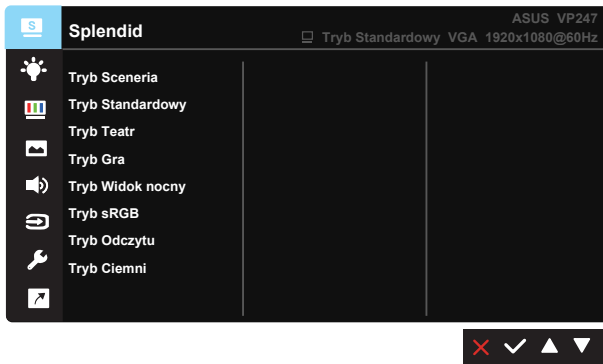 S
Splendid
ASUS VP247
Tryb Standardowy VGA 1920x1080@60Hz
Tryb Sceneria
Tryb Standardowy
Tryb Teatr
Tryb Gra
Tryb Widok nocny
Tryb sRGB
Tryb Odczytu
Tryb Ciemni